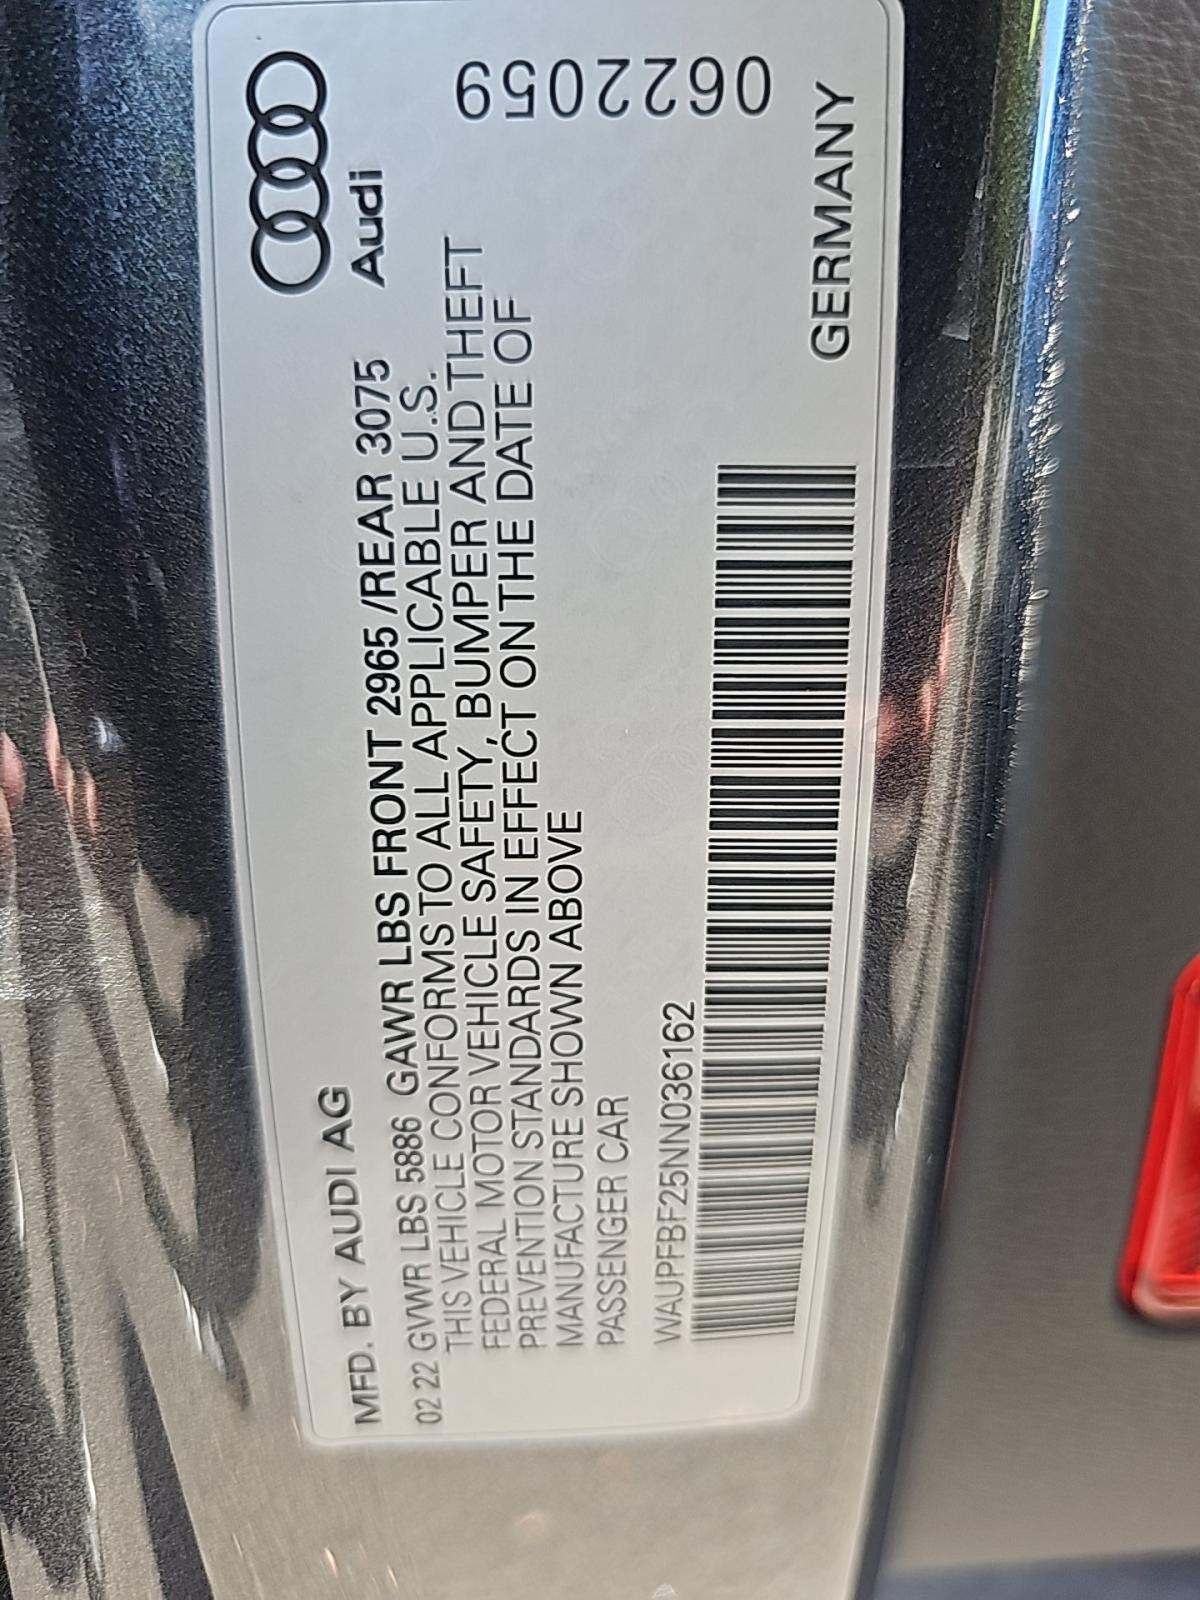 MFD. BY AUDI AG
Audi
02 22 GVWR LBS 5886 GAWR LBS FRONT 2965 /REAR 3075
THIS VEHICLE CONFORMS TO ALL APPLICABLE U.S.
FEDERAL MOTOR VEHICLE SAFETY, BUMPER AND THEFT
PREVENTION STANDARDS IN EFFECT ON THE DATE OF
MANUFACTURE SHOWN ABOVE
PASSENGER CAR
WAUPFBF25NN036162
GERMANY
0622059